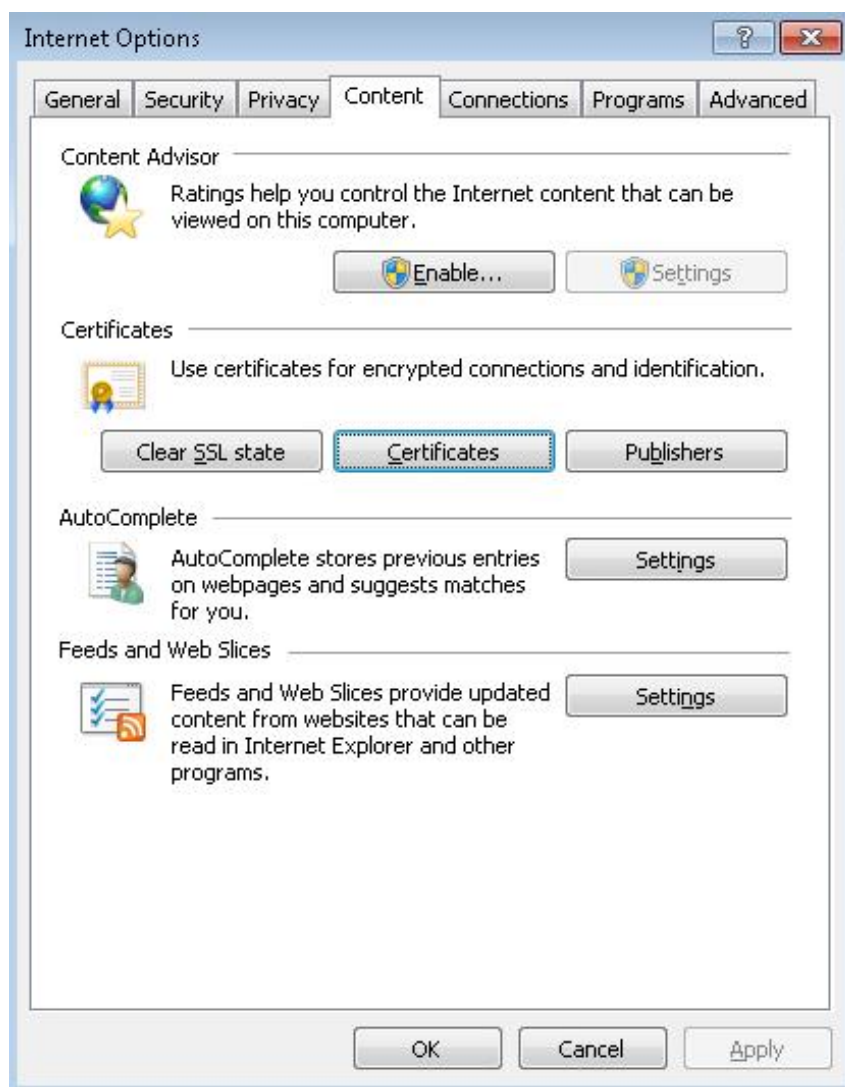 Internet Options
General Security Privacy Content Connections Programs Advanced
Content Advisor
Ratings help you control the Internet content that can be
viewed on this computer.
Enable... Settings
Certificates
Use certificates for encrypted connections and identification.
Clear SSL state Certificates Publishers
AutoComplete
AutoComplete stores previous entries
on webpages and suggests matches
for you.
Settings
Feeds and Web Slices
Feeds and Web Slices provide updated
content from websites that can be
read in Internet Explorer and other
programs.
Settings
OK Cancel Apply